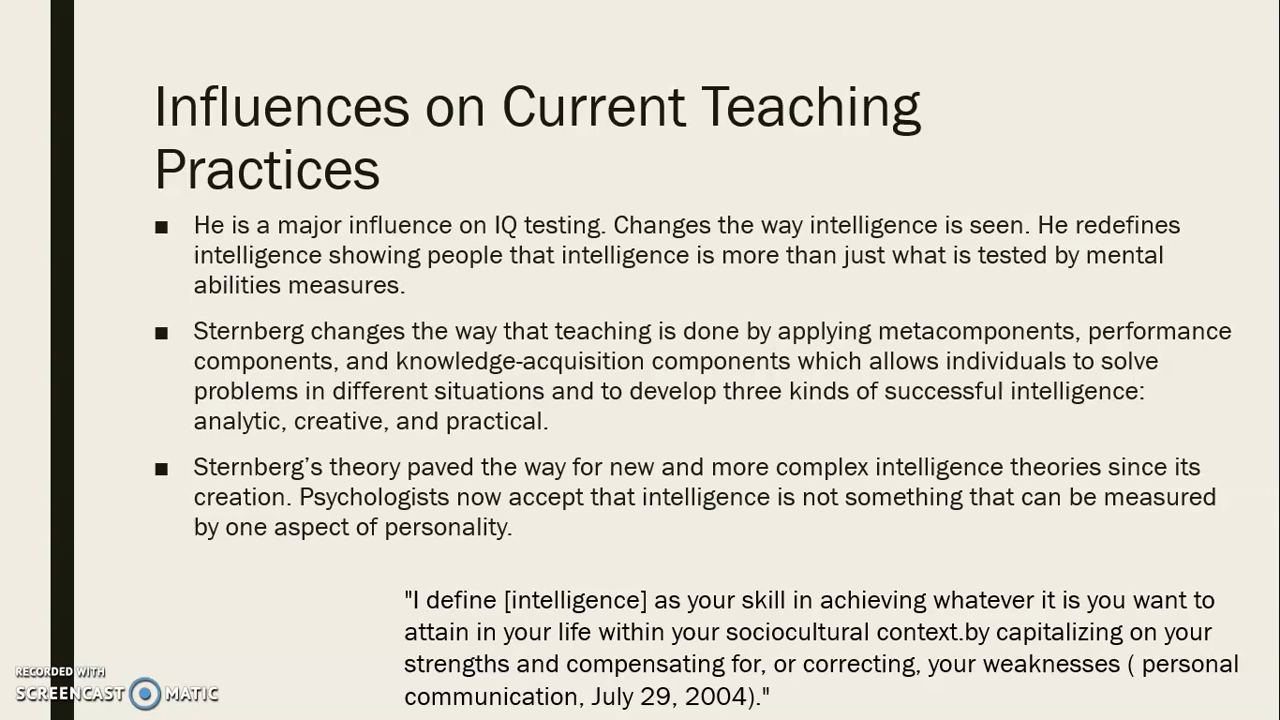 Influences on Current Teaching
Practices
■ He is a major influence on IQ testing. Changes the way intelligence is seen. He redefines
intelligence showing people that intelligence is more than just what is tested by mental
abilities measures.
■ Sternberg changes the way that teaching is done by applying metacomponents, performance
components, and knowledge-acquisition components which allows individuals to solve
problems in different situations and to develop three kinds of successful intelligence:
analytic, creative, and practical.
■ Sternberg’s theory paved the way for new and more complex intelligence theories since its
creation. Psychologists now accept that intelligence is not something that can be measured
by one aspect of personality.
"I define [intelligence] as your skill in achieving whatever it is you want to
attain in your life within your sociocultural context.by capitalizing on your
strengths and compensating for, or correcting, your weaknesses ( personal
communication, July 29, 2004)."
RECORDED WITH
SCREENCAST MATIC